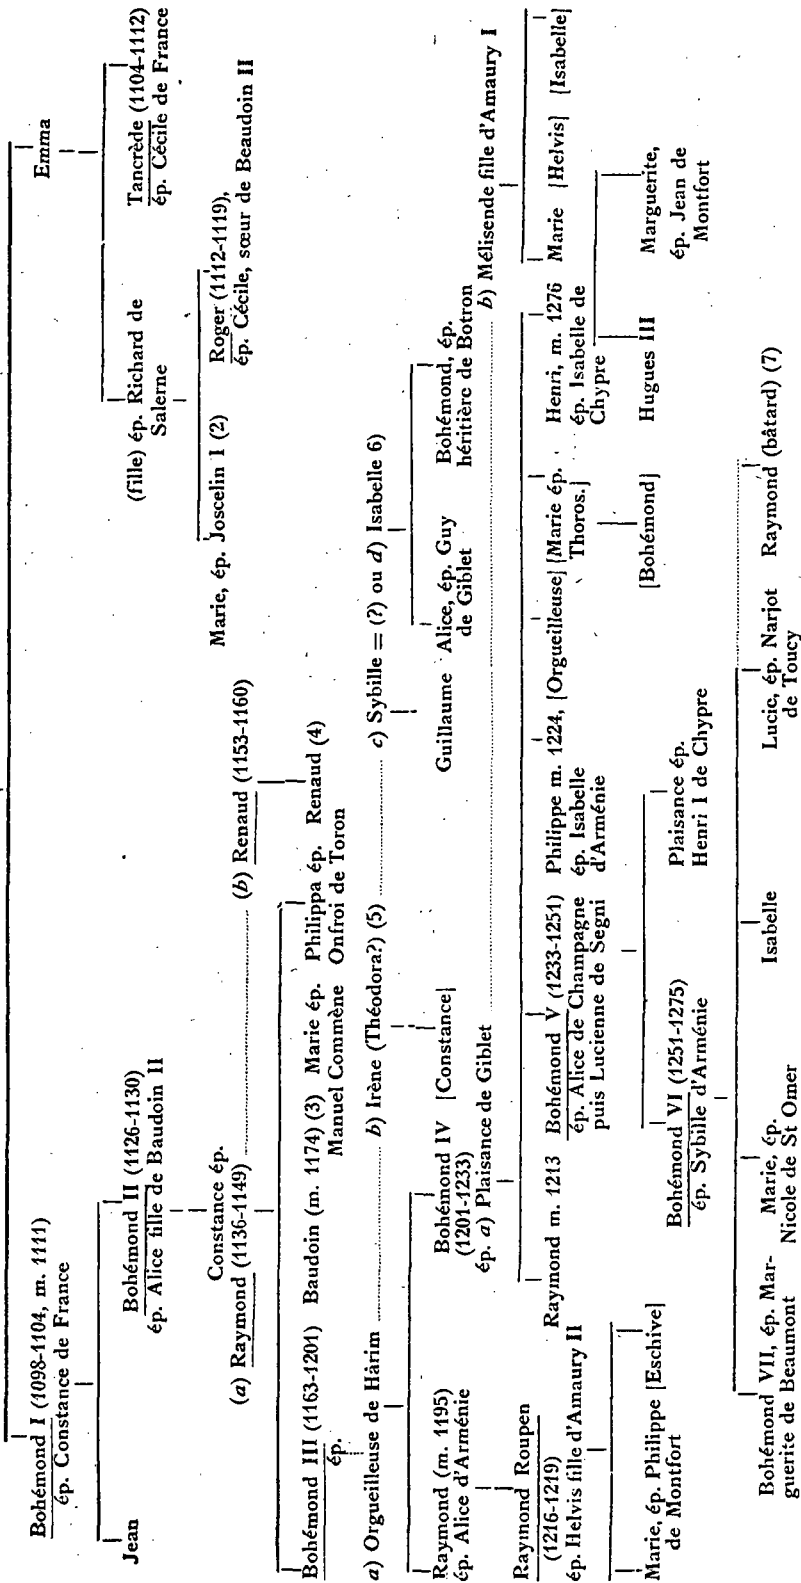 Bohémond I (1098-1104, m. 1111)
ép. Constance de France
Emma
Jean
Bohémond II (1126-1130)
ép. Alice fille de Baudoin II
(fille) ép. Richard de
Salerne
Tancrède (1104-1112)
ép. Cécile de France
Constance ép.
(a) Raymond (1136-1149)
(b) Renaud (1153-1160)
Marie, ép. Joscelin I (2)
Roger (1112-1119),
ép. Cécile, sœur de Beaudoin II
Bohémond III (1163-1201)
ép.
Baudoin (m. 1174) (3)
Marie ép.
Manuel Commène
Philippa ép.
Onfroi de Toron
Renaud (4)
a) Orgueilleuse de Hârim
b) Irène (Théodora?) (5)
c) Sybille = (?) ou d) Isabelle 6)
Raymond (m. 1195)
ép. Alice d'Arménie
Bohémond IV
(1201-1233)
ép. a) Plaisance de Giblet
[Constance]
Guillaume
Alice, ép. Guy
de Giblet
Bohémond, ép.
héritière de Botron
b) Mélisende fille d'Amaury I
Raymond Roupen
(1216-1219)
ép. Helvis fille d'Amaury II
Raymond m. 1213
Bohémond V (1233-1251)
ép. Alice de Champagne
puis Lucienne de Segni
Philippe m. 1224,
ép. Isabelle
d'Arménie
[Orgueilleuse]
[Marie ép.
Thoros.]
Henri, m. 1276
ép. Isabelle de
Chypre
Marie
[Helvis]
[Isabelle]
Marie, ép. Philippe
de Montfort
[Eschive]
Bohémond VI (1251-1275)
ép. Sybille d'Arménie
Plaisance ép.
Henri I de Chypre
[Bohémond]
Hugues III
Marguerite,
ép. Jean de
Montfort
Bohémond VII, ép. Mar-
guerite de Beaumont
Marie, ép.
Nicole de St Omer
Isabelle
Lucie, ép. Narjot
de Toucy
Raymond (bâtard) (7)